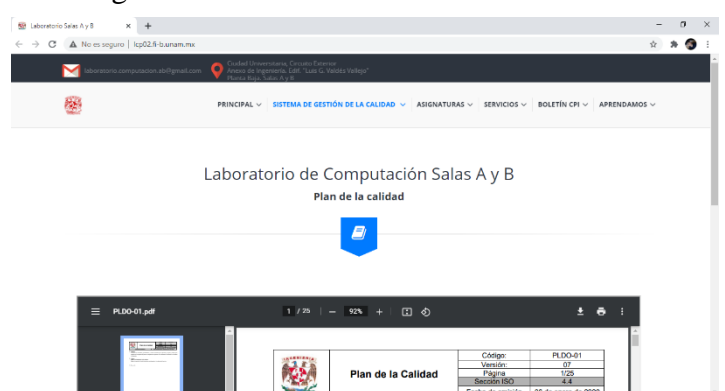 Laboratorio Salas A y B
No es seguro | lcp02.fi-b.unam.mx
laboratorio.computacion.ab@gmail.com
Ciudad Universitaria, Circuito Exterior
Anexo de Ingeniería, Edif. "Luis G. Valdés Vallejo"
Planta Baja, Salas A y B
PRINCIPAL SISTEMA DE GESTIÓN DE LA CALIDAD ASIGNATURAS SERVICIOS BOLETÍN CPI APRENDAMOS
Laboratorio de Computación Salas A y B
Plan de la calidad
PLDO-01.pdf 1 / 25 92%
Plan de la Calidad
Código: PLDO-01
Versión: 07
Página 1/25
Sección ISO 4.4